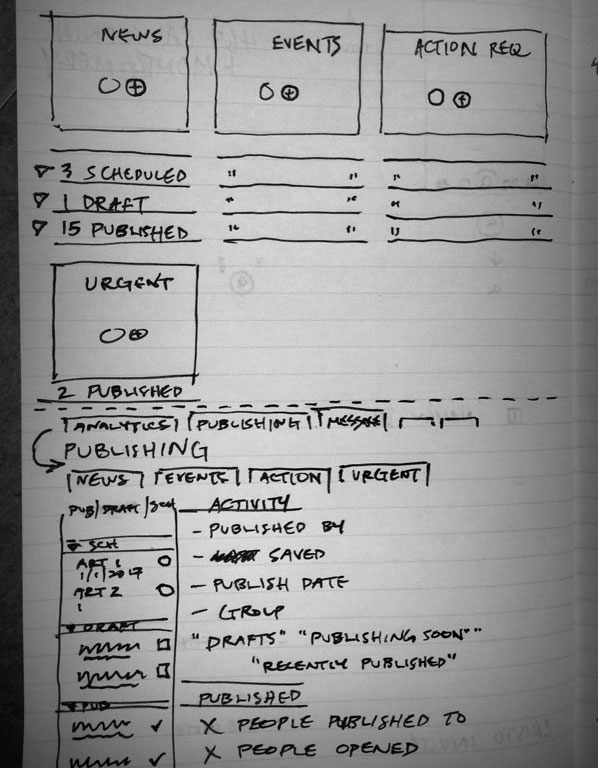 NEWS
EVENTS
ACTION REQ
3 SCHEDULED " " " "
1 DRAFT " " " "
15 PUBLISHED " " " "
URGENT
2 PUBLISHED
ANALYTICS PUBLISHING MESSAGE
PUBLISHING
NEWS EVENTS ACTION URGENT
PUB/DRAFT/SCH
SCH
ART 1
1/1/2017
ART 2
1
DRAFT
PUB
ACTIVITY
- PUBLISHED BY
- SAVED
- PUBLISH DATE
- GROUP
"DRAFTS" "PUBLISHING SOON"
"RECENTLY PUBLISHED"
PUBLISHED
X PEOPLE PUBLISHED TO
X PEOPLE OPENED